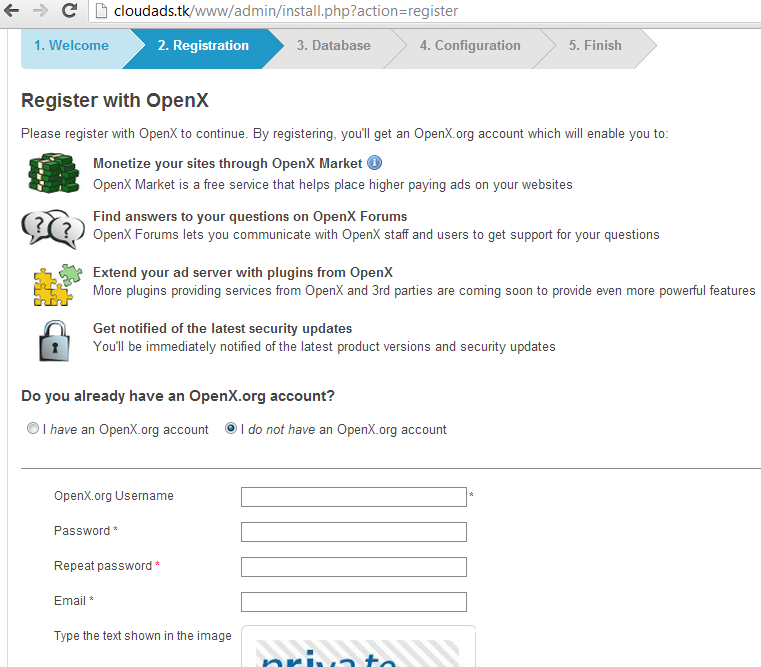 cloudads.tk/www/admin/install.php?action=register
1. Welcome 2. Registration 3. Database 4. Configuration 5. Finish
Register with OpenX
Please register with OpenX to continue. By registering, you'll get an OpenX.org account which will enable you to:
Monetize your sites through OpenX Market i
OpenX Market is a free service that helps place higher paying ads on your websites
? ?
Find answers to your questions on OpenX Forums
OpenX Forums lets you communicate with OpenX staff and users to get support for your questions
Extend your ad server with plugins from OpenX
More plugins providing services from OpenX and 3rd parties are coming soon to provide even more powerful features
Get notified of the latest security updates
You'll be immediately notified of the latest product versions and security updates
Do you already have an OpenX.org account?
I have an OpenX.org account I do not have an OpenX.org account
OpenX.org Username *
Password *
Repeat password *
Email *
Type the text shown in the image
private